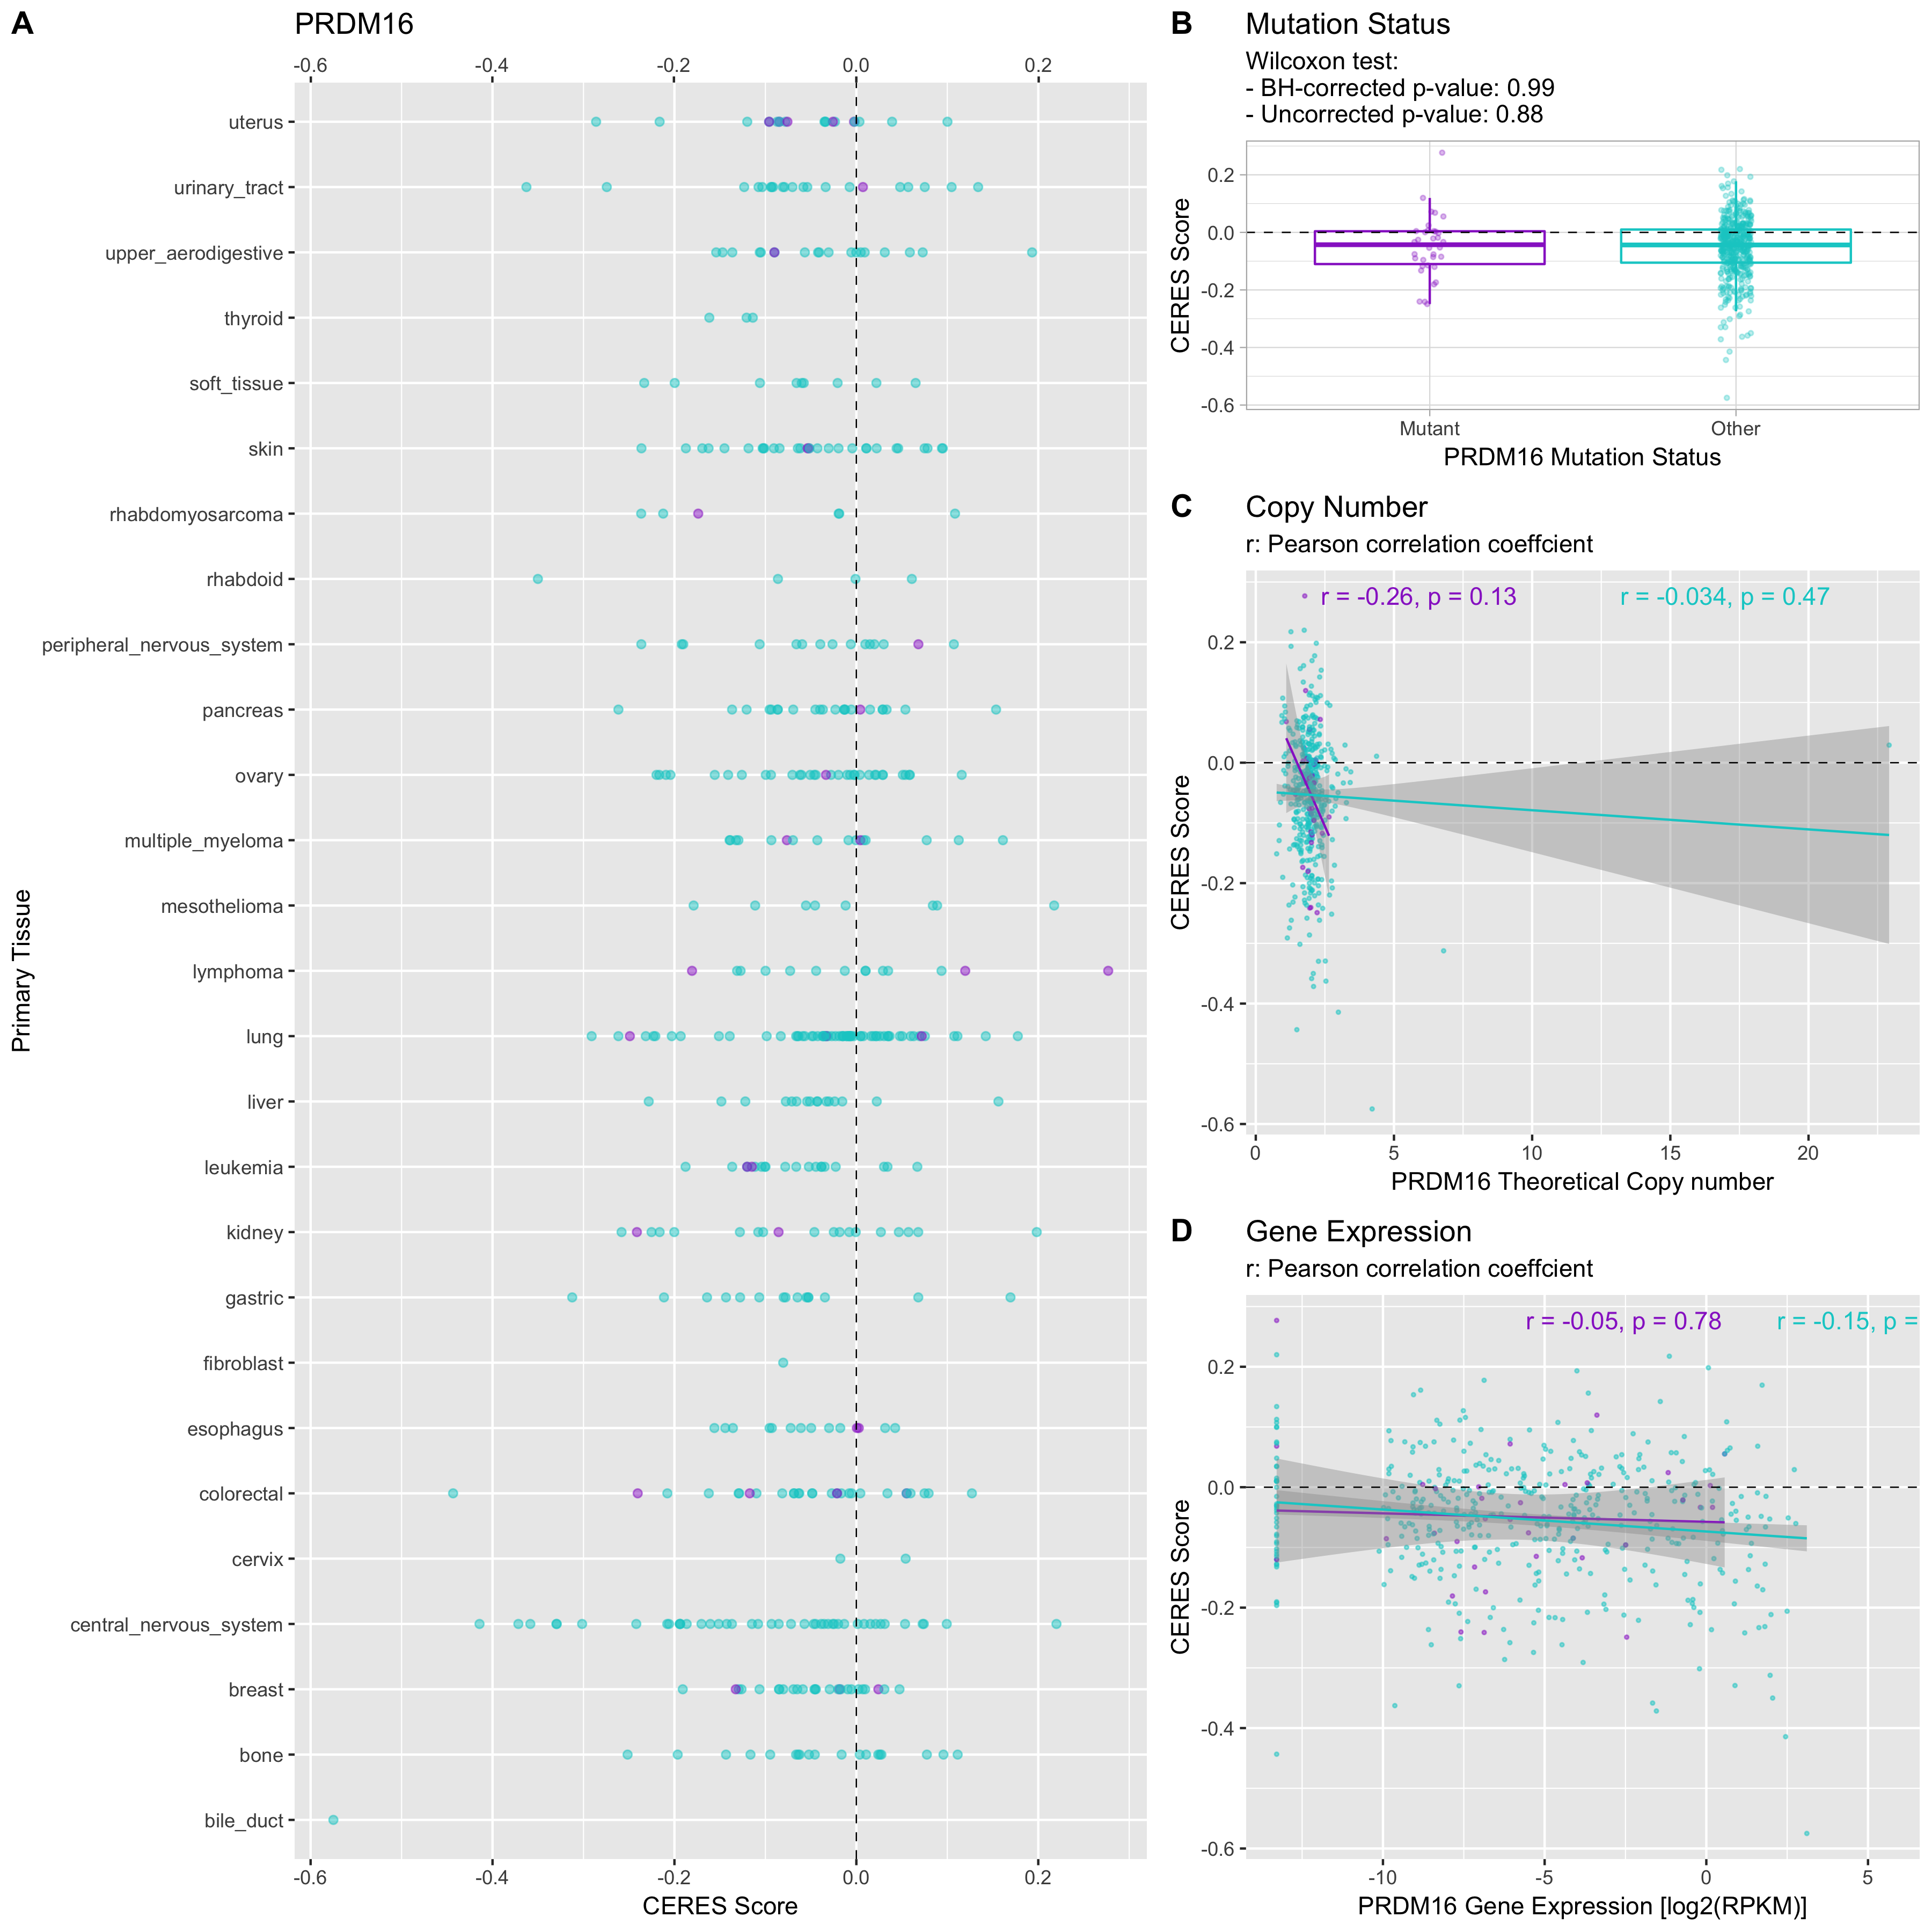 A
PRDM16
-0.6 -0.4 -0.2 0.0 0.2
uterus
urinary_tract
upper_aerodigestive
thyroid
soft_tissue
skin
rhabdomyosarcoma
rhabdoid
peripheral_nervous_system
pancreas
ovary
multiple_myeloma
mesothelioma
lymphoma
lung
liver
leukemia
kidney
gastric
fibroblast
esophagus
colorectal
cervix
central_nervous_system
breast
bone
bile_duct
Primary Tissue
-0.6 -0.4 -0.2 0.0 0.2
CERES Score
B
Mutation Status
Wilcoxon test:
- BH-corrected p-value: 0.99
- Uncorrected p-value: 0.88
0.2
0.0
-0.2
-0.4
-0.6
CERES Score
Mutant Other
PRDM16 Mutation Status
C
Copy Number
r: Pearson correlation coeffcient
r = -0.26, p = 0.13 r = -0.034, p = 0.47
0.2
0.0
-0.2
-0.4
-0.6
CERES Score
0 5 10 15 20
PRDM16 Theoretical Copy number
D
Gene Expression
r: Pearson correlation coeffcient
r = -0.05, p = 0.78 r = -0.15, p =
0.2
0.0
-0.2
-0.4
-0.6
CERES Score
-10 -5 0 5
PRDM16 Gene Expression [log2(RPKM)]